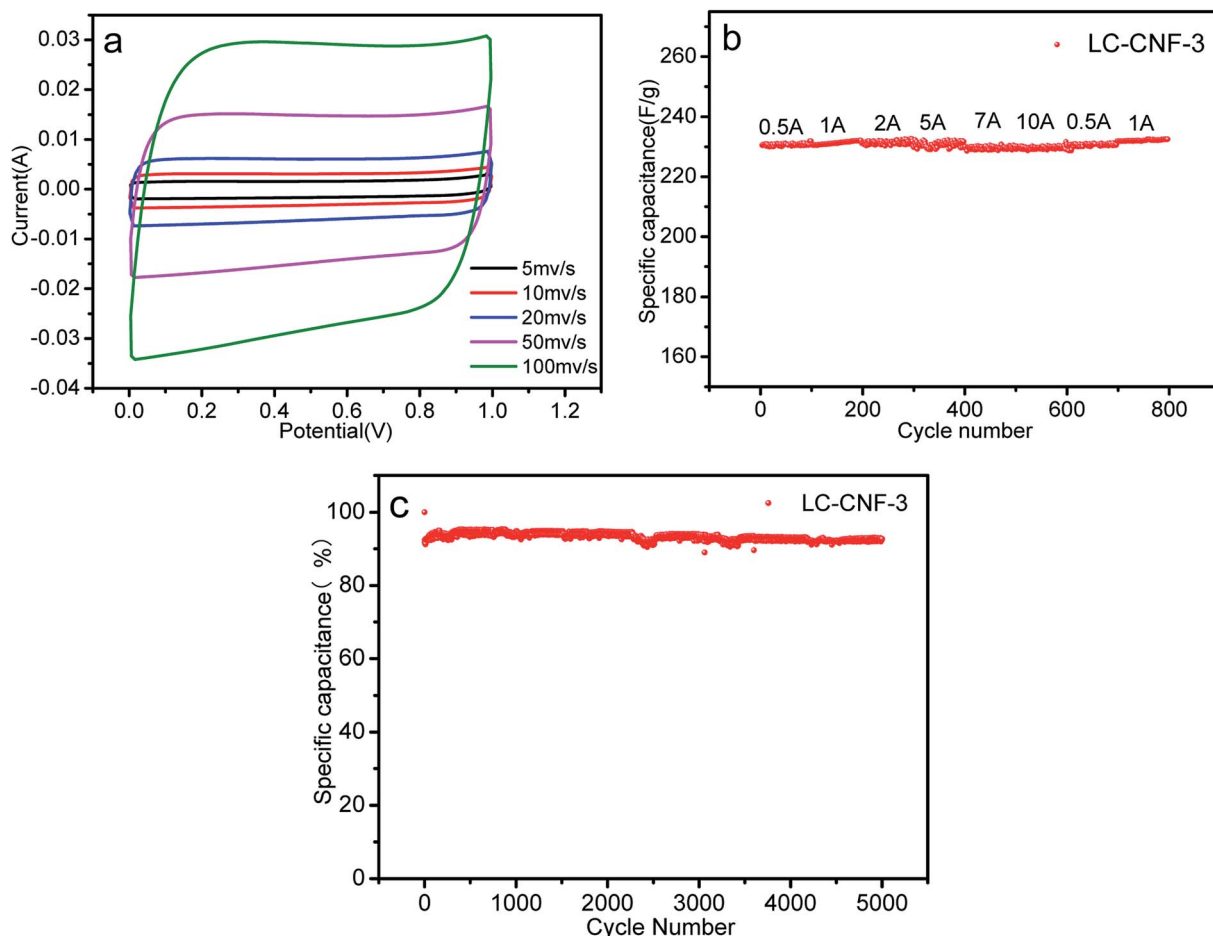 a
0.03
0.02
0.01
0.00
-0.01
-0.02
-0.03
-0.04
Current(A)
0.0 0.2 0.4 0.6 0.8 1.0 1.2
Potential(V)
5mv/s
10mv/s
20mv/s
50mv/s
100mv/s
b
LC-CNF-3
260
240
220
200
180
160
Specific capacitance(F/g)
0.5A 1A 2A 5A 7A 10A 0.5A 1A
0 200 400 600 800
Cycle number
c
LC-CNF-3
100
80
60
40
20
0
Specific capacitance( %)
0 1000 2000 3000 4000 5000
Cycle Number